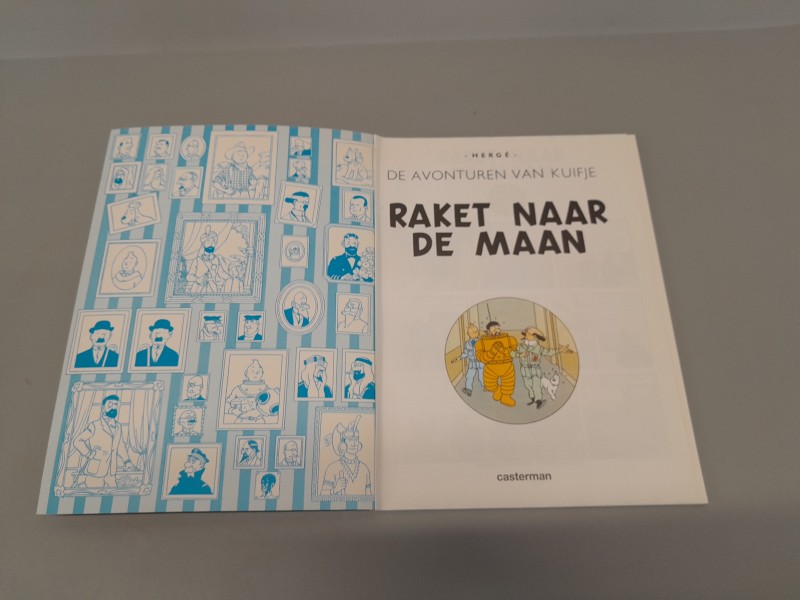 - HERGÉ -
DE AVONTUREN VAN KUIFJE
RAKET NAAR
DE MAAN
casterman